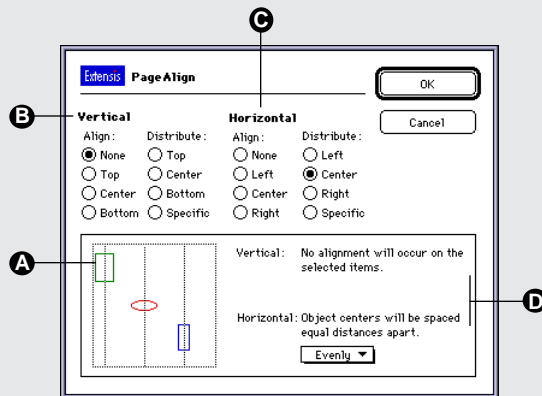 C
Extensis PageAlign
OK
Cancel
B
Vertical
Horizontal
Align: Distribute: Align: Distribute:
None Top None Left
Top Center Left Center
Center Bottom Center Right
Bottom Specific Right Specific
A
Vertical: No alignment will occur on the
selected items.
D
Horizontal: Object centers will be spaced
equal distances apart.
Evenly